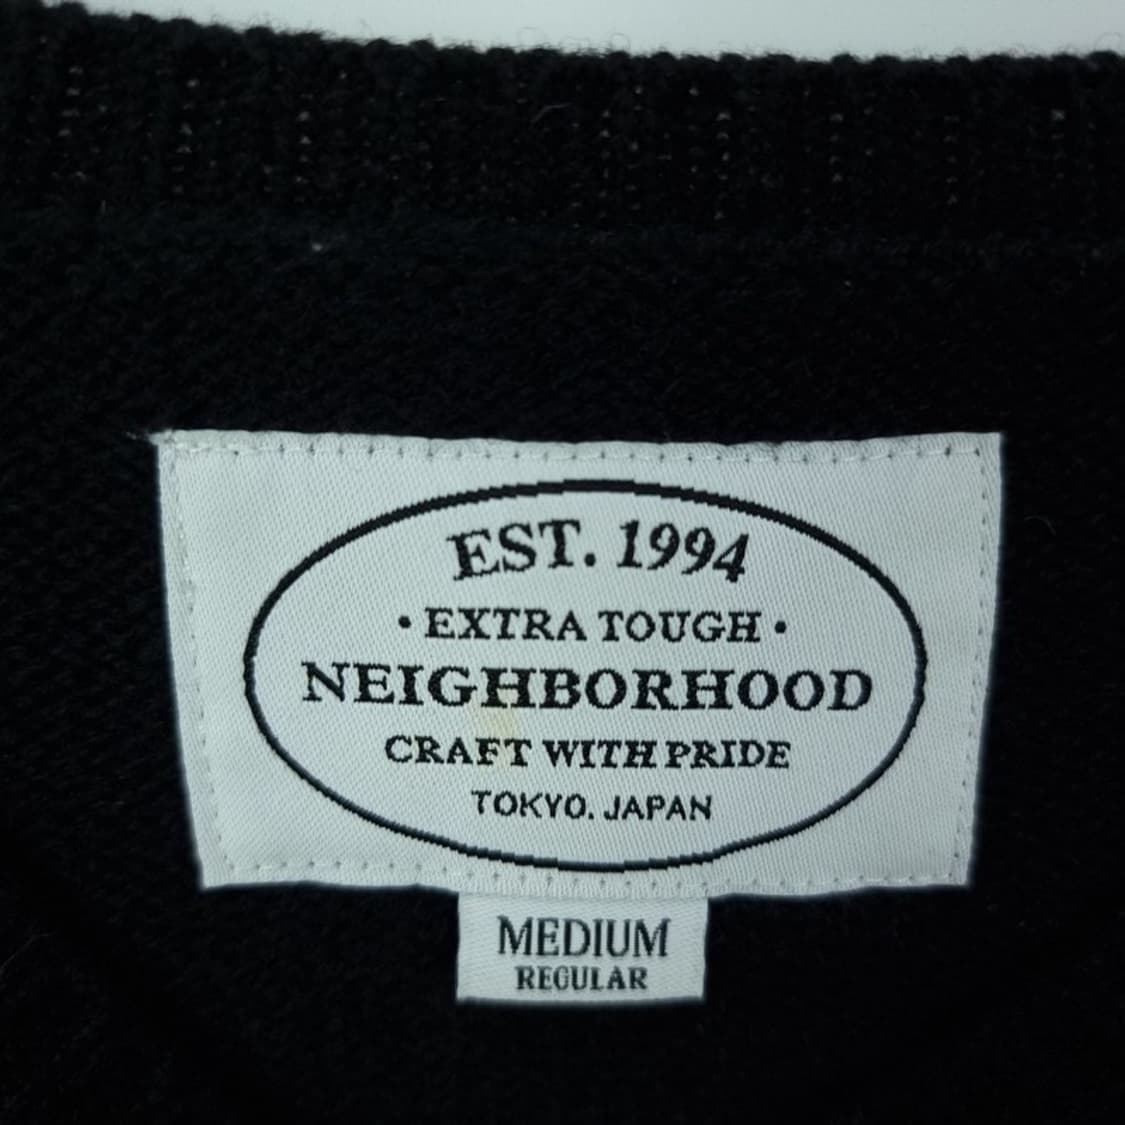 EST. 1994
• EXTRA TOUGH •
NEIGHBORHOOD
CRAFT WITH PRIDE
TOKYO. JAPAN
MEDIUM
REGULAR